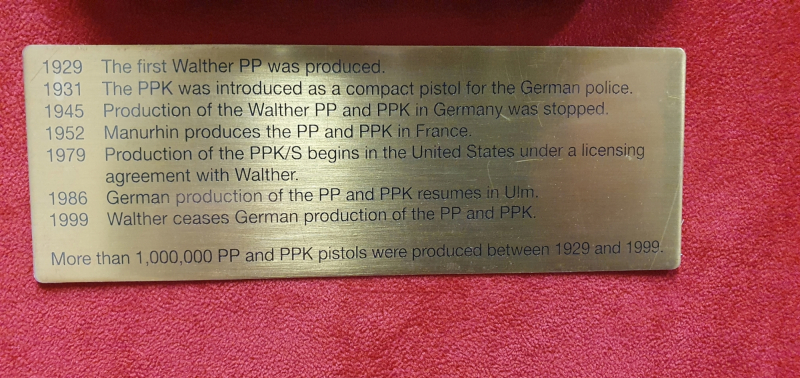 1929 The first Walther PP was produced.
1931 The PPK was introduced as a compact pistol for the German police.
1945 Production of the Walther PP and PPK in Germany was stopped.
1952 Manurhin produces the PP and PPK in France.
1979 Production of the PPK/S begins in the United States under a licensing
agreement with Walther.
1986 German production of the PP and PPK resumes in Ulm.
1999 Walther ceases German production of the PP and PPK.
More than 1,000,000 PP and PPK pistols were produced between 1929 and 1999.